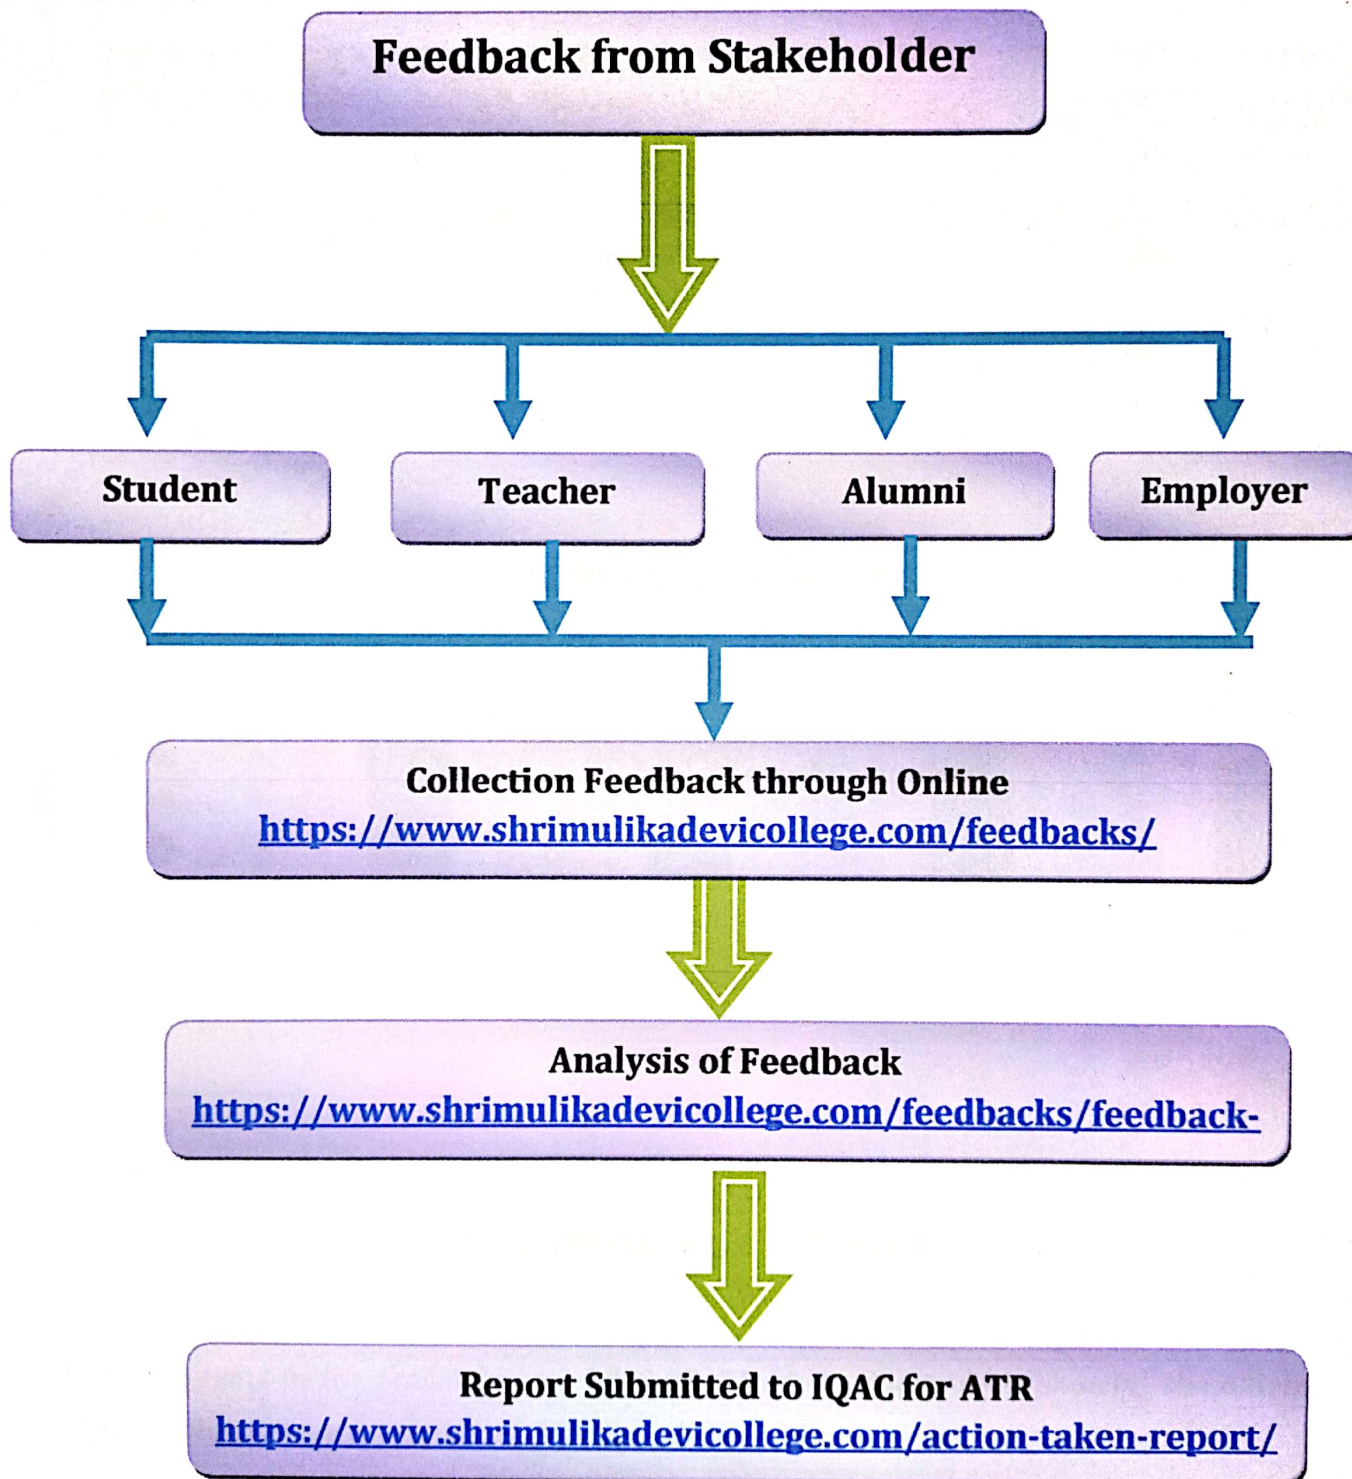 Feedback from Stakeholder
Student
Teacher
Alumni
Employer
Collection Feedback through Online
https://www.shrimulikadevicollege.com/feedbacks/
Analysis of Feedback
https://www.shrimulikadevicollege.com/feedbacks/feedback-
Report Submitted to IQAC for ATR
https://www.shrimulikadevicollege.com/action-taken-report/